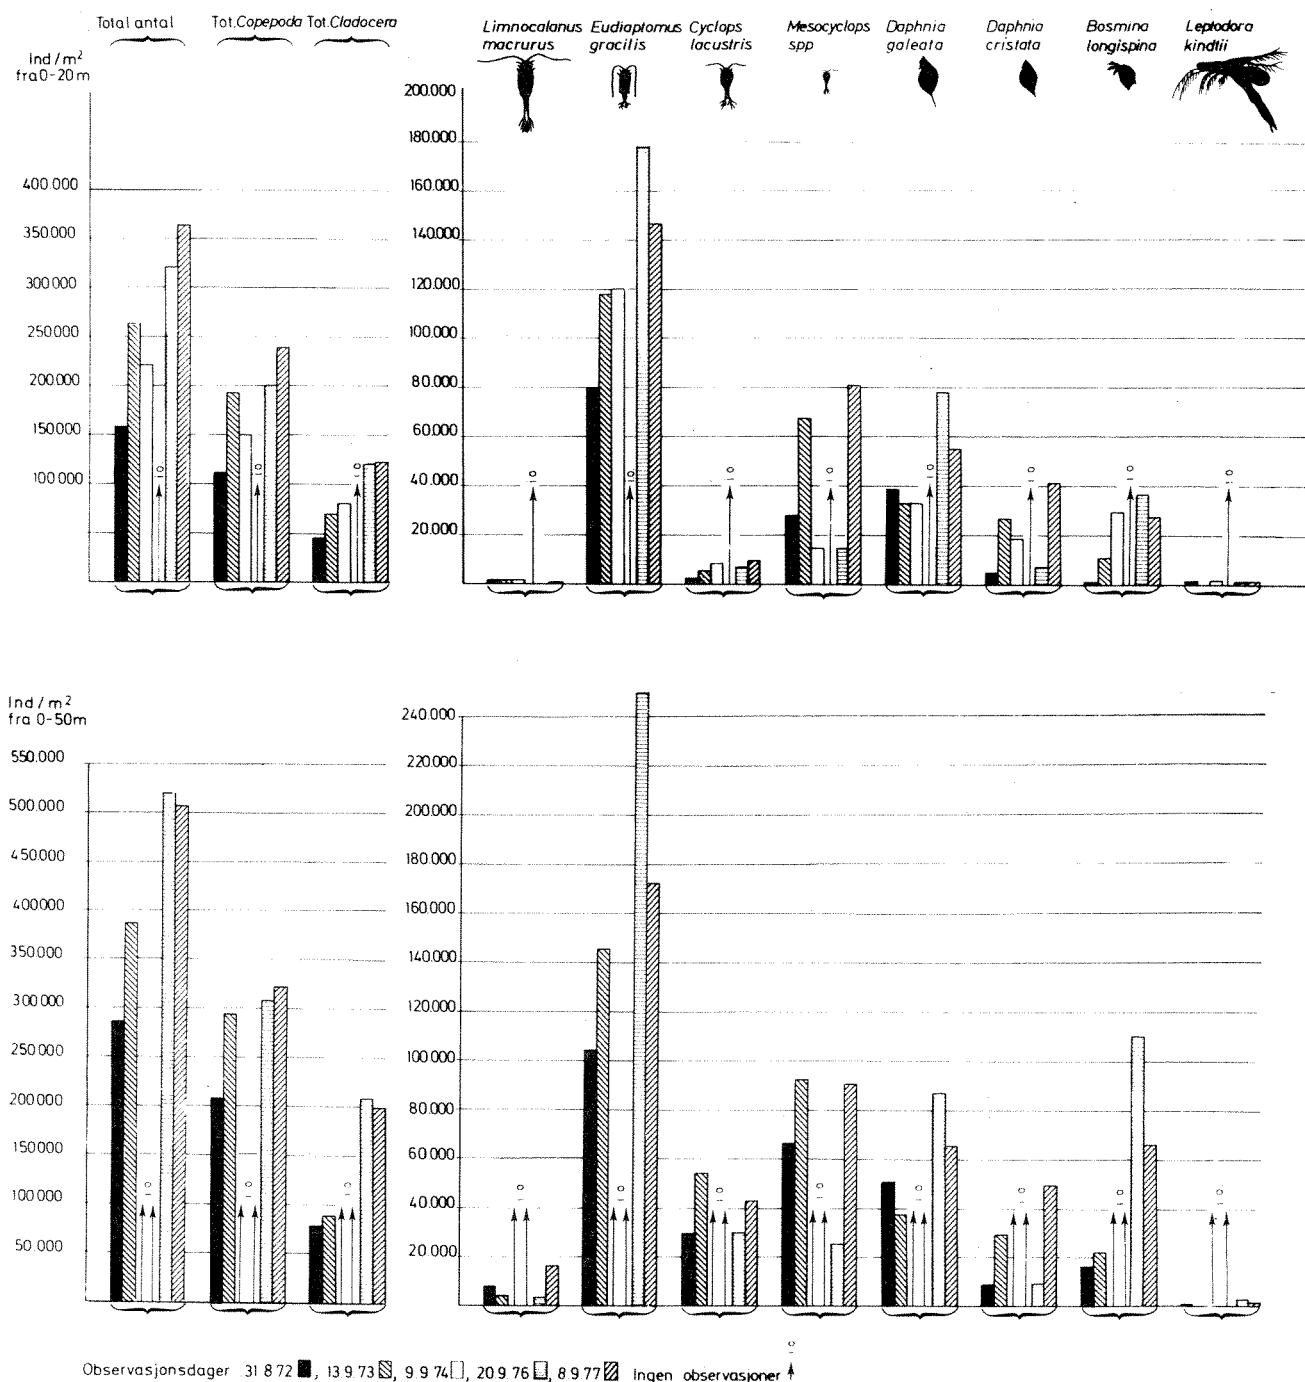 Total antal Tot.Copepoda Tot.Cladocera
Limnocalanus macrurus
Eudiaptomus gracilis
Cyclops lacustris
Mesocyclops spp
Daphnia galeata
Daphnia cristata
Bosmina longispina
Leptodora kindtii
Ind / m²
fra 0-20m
400 000
350 000
300 000
250 000
200 000
150 000
100 000
200.000
180.000
160.000
140.000
120.000
100.000
80.000
60.000
40.000
20.000
Ind / m²
fra 0-50m
550.000
500.000
450.000
400.000
350.000
300.000
250.000
200.000
150.000
100.000
50.000
240.000
220.000
200.000
180.000
160.000
140.000
120.000
100.000
80.000
60.000
40.000
20.000
Observasjonsdager 31 8 72, 13 9 73, 9 9 74, 20 9 76, 8 9 77 Ingen observasjoner i o